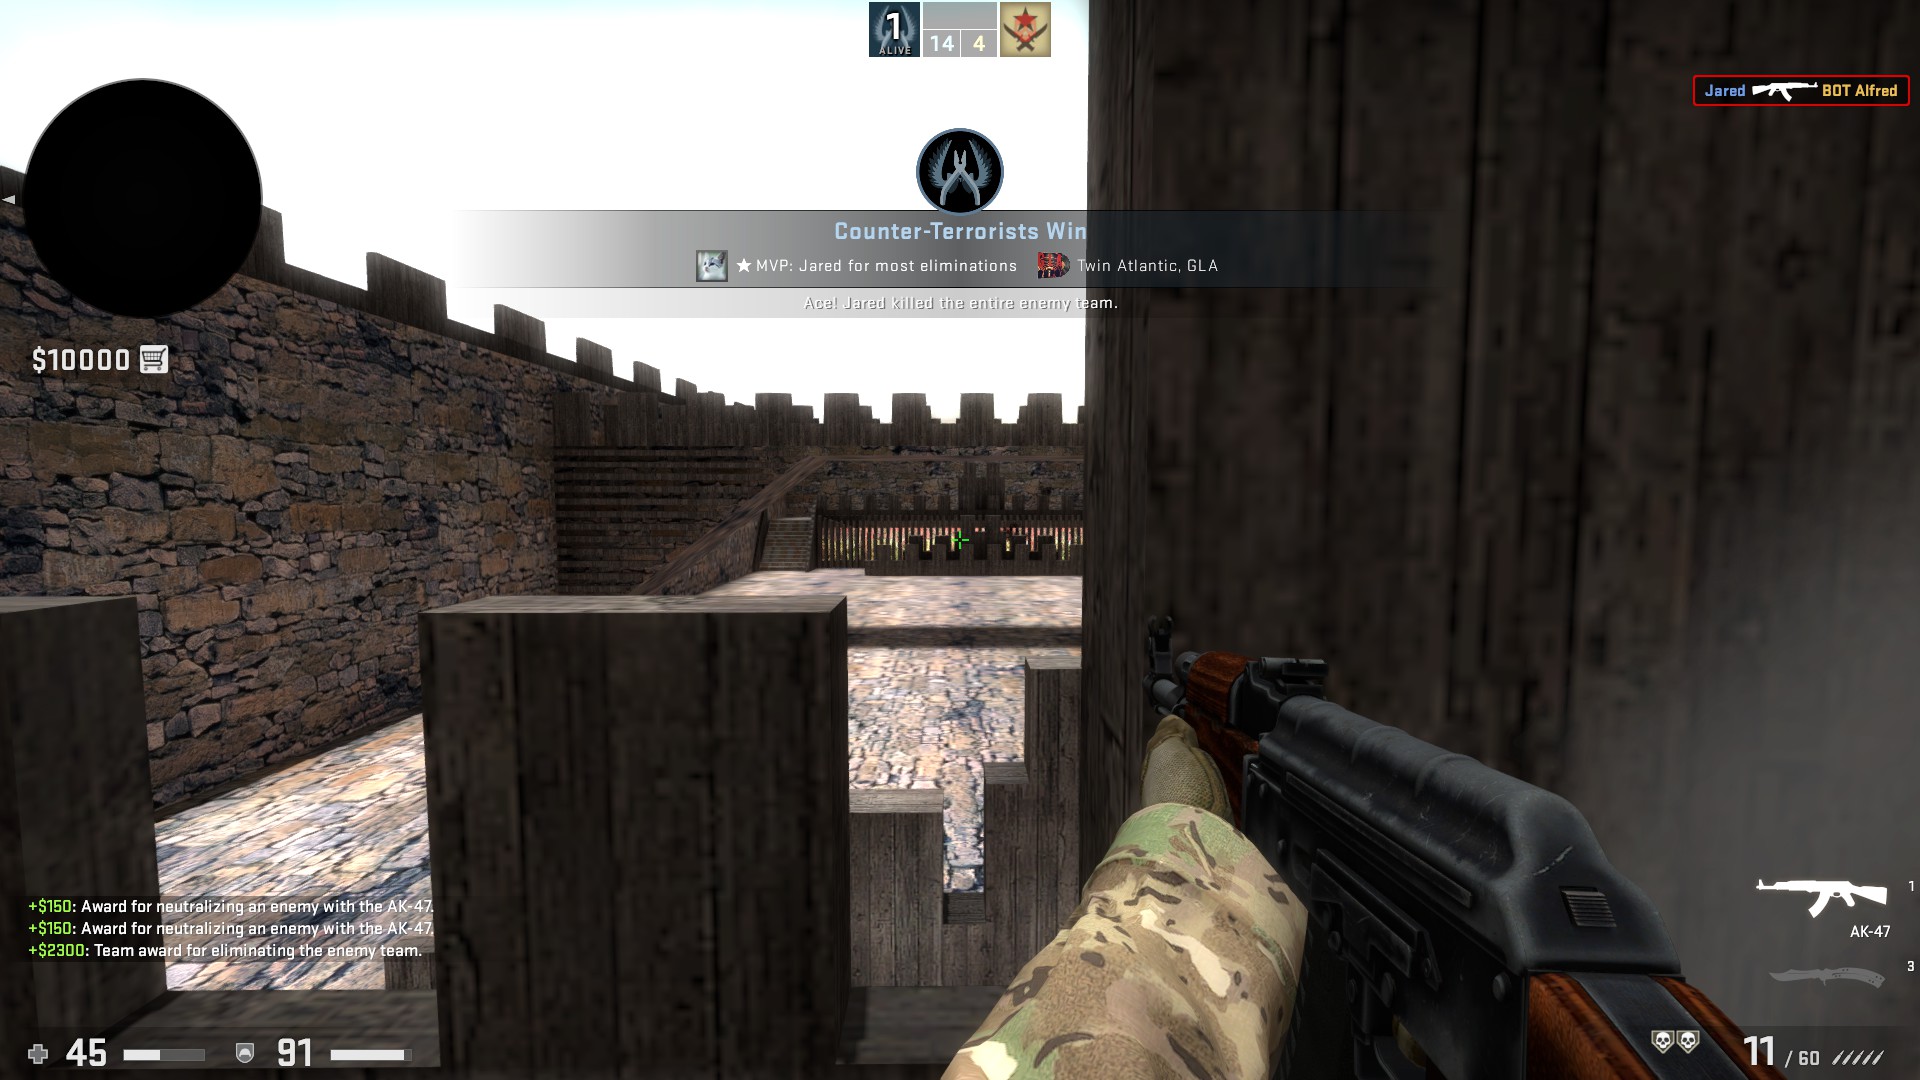 1
ALIVE
14 4
Jared BOT Alfred
Counter-Terrorists Win
MVP: Jared for most eliminations Twin Atlantic, GLA
Ace! Jared killed the entire enemy team.
$10000
+$150: Award for neutralizing an enemy with the AK-47.
+$150: Award for neutralizing an enemy with the AK-47.
+$2300: Team award for eliminating the enemy team.
1
AK-47
3
45 91
11 / 60